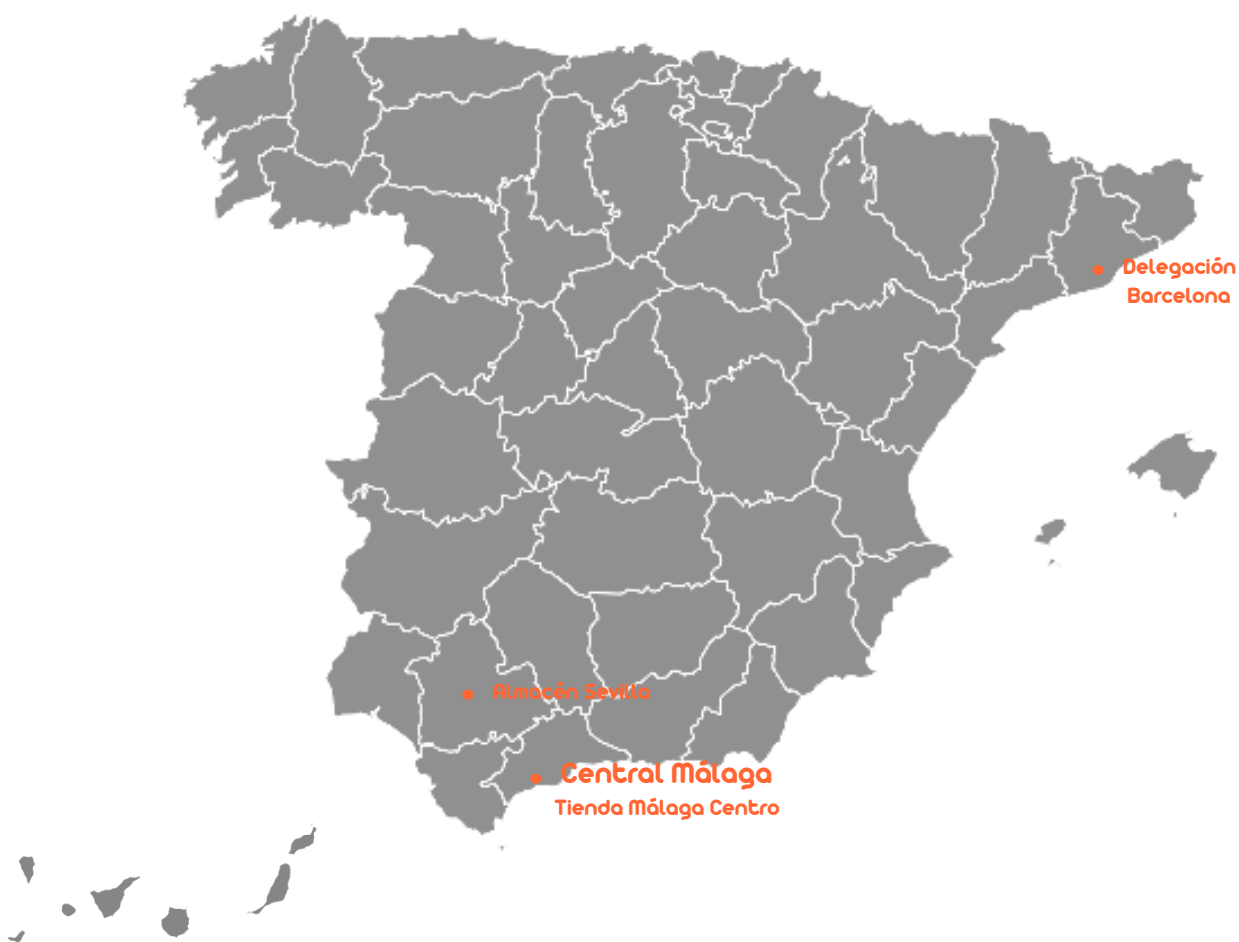 Delegación
Barcelona
Almacén Sevilla
Central Málaga
Tienda Málaga Centro